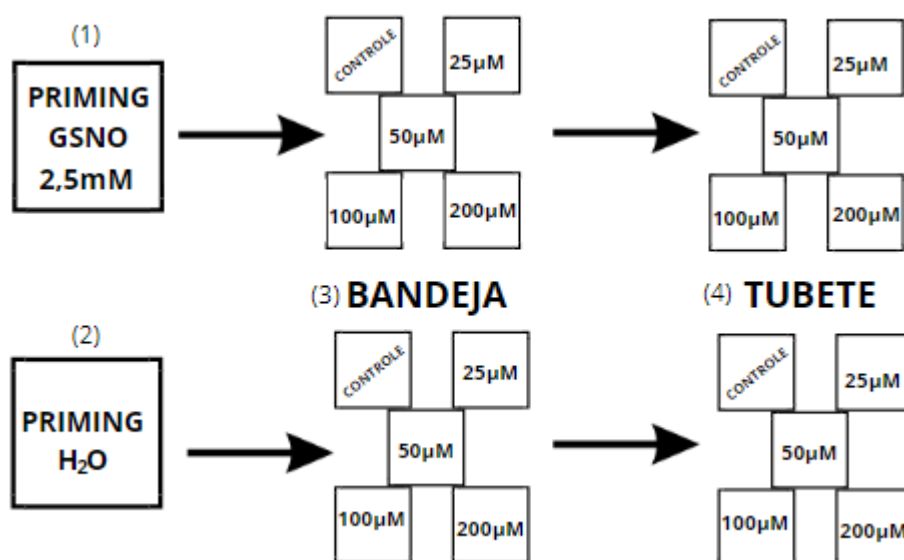 (1)
PRIMING
GSNO
2,5mM
CONTROLE
25µM
50µM
100µM
200µM
CONTROLE
25µM
50µM
100µM
200µM
(3) BANDEJA
(4) TUBETE
(2)
PRIMING
H₂O
CONTROLE
25µM
50µM
100µM
200µM
CONTROLE
25µM
50µM
100µM
200µM